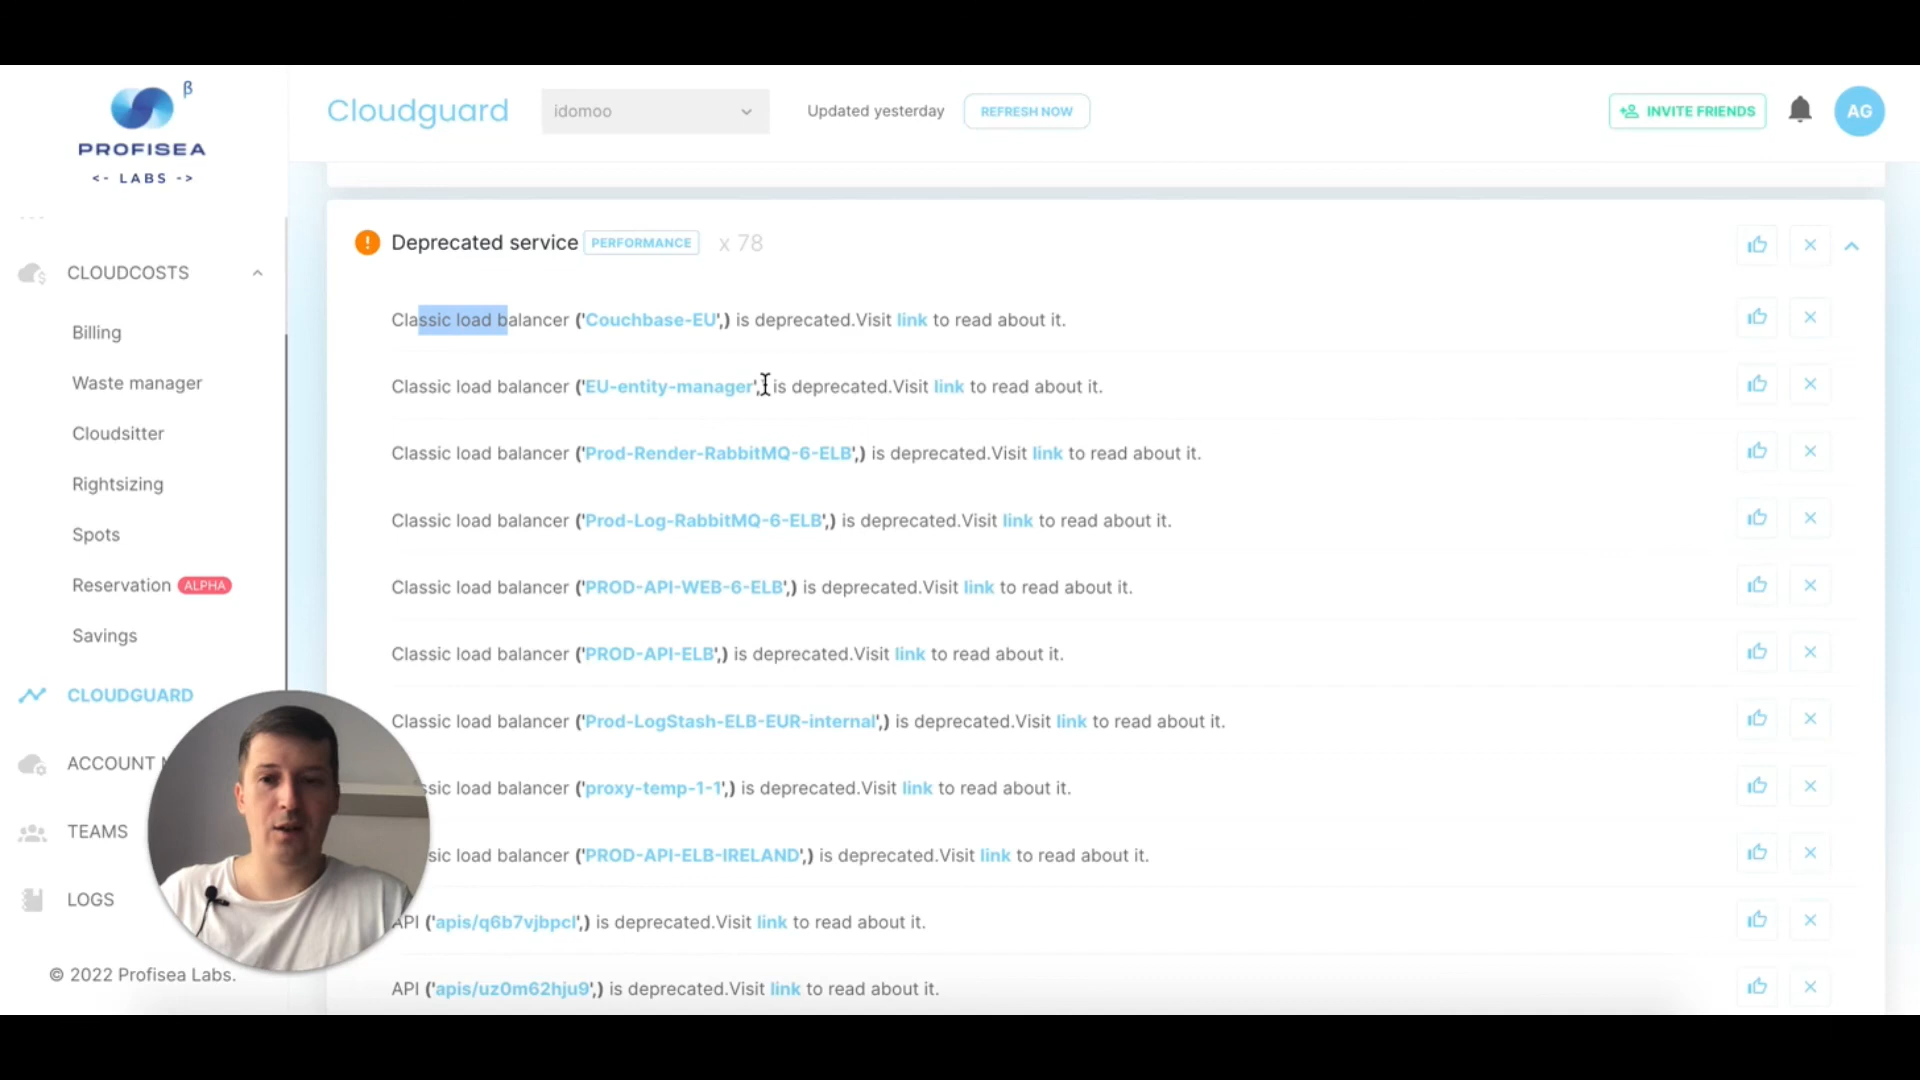 β
PROFISEA
<- LABS ->
Cloudguard
idomoo
Updated yesterday
REFRESH NOW
INVITE FRIENDS
AG
CLOUDCOSTS
Billing
Waste manager
Cloudsitter
Rightsizing
Spots
Reservation ALPHA
Savings
CLOUDGUARD
ACCOUNT
TEAMS
LOGS
© 2022 Profisea Labs.
Deprecated service PERFORMANCE x 78
Classic load balancer ('Couchbase-EU',) is deprecated.Visit link to read about it.
Classic load balancer ('EU-entity-manager',) is deprecated.Visit link to read about it.
Classic load balancer ('Prod-Render-RabbitMQ-6-ELB',) is deprecated.Visit link to read about it.
Classic load balancer ('Prod-Log-RabbitMQ-6-ELB',) is deprecated.Visit link to read about it.
Classic load balancer ('PROD-API-WEB-6-ELB',) is deprecated.Visit link to read about it.
Classic load balancer ('PROD-API-ELB',) is deprecated.Visit link to read about it.
Classic load balancer ('Prod-LogStash-ELB-EUR-internal',) is deprecated.Visit link to read about it.
ssic load balancer ('proxy-temp-1-1',) is deprecated.Visit link to read about it.
sic load balancer ('PROD-API-ELB-IRELAND',) is deprecated.Visit link to read about it.
API ('apis/q6b7vjbpcl',) is deprecated.Visit link to read about it.
API ('apis/uz0m62hju9',) is deprecated.Visit link to read about it.